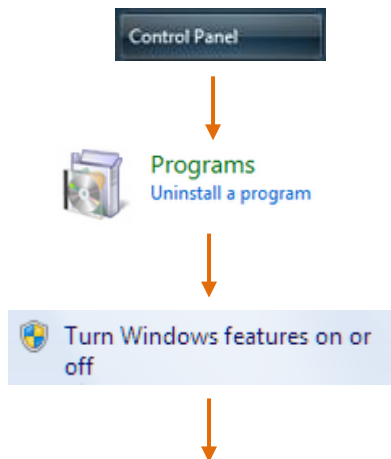 Control Panel
Programs
Uninstall a program
Turn Windows features on or
off